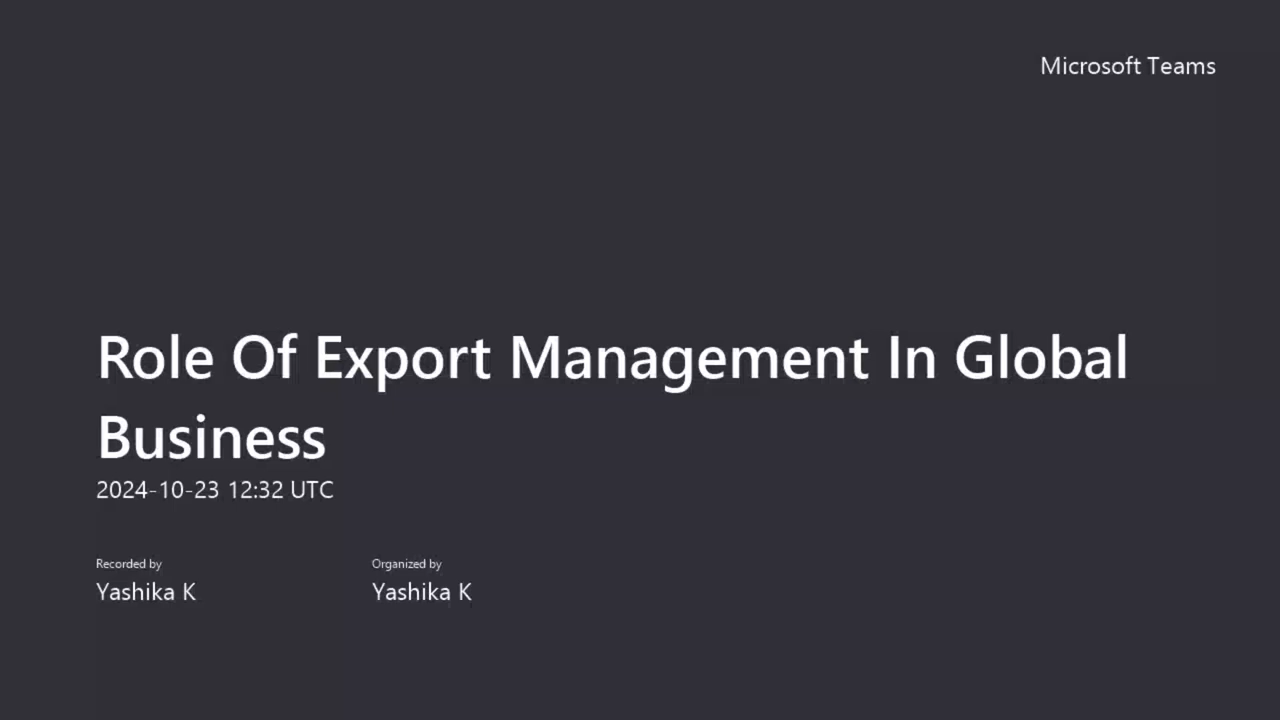 Microsoft Teams
Role Of Export Management In Global
Business
2024-10-23 12:32 UTC
Recorded by
Organized by
Yashika K
Yashika K